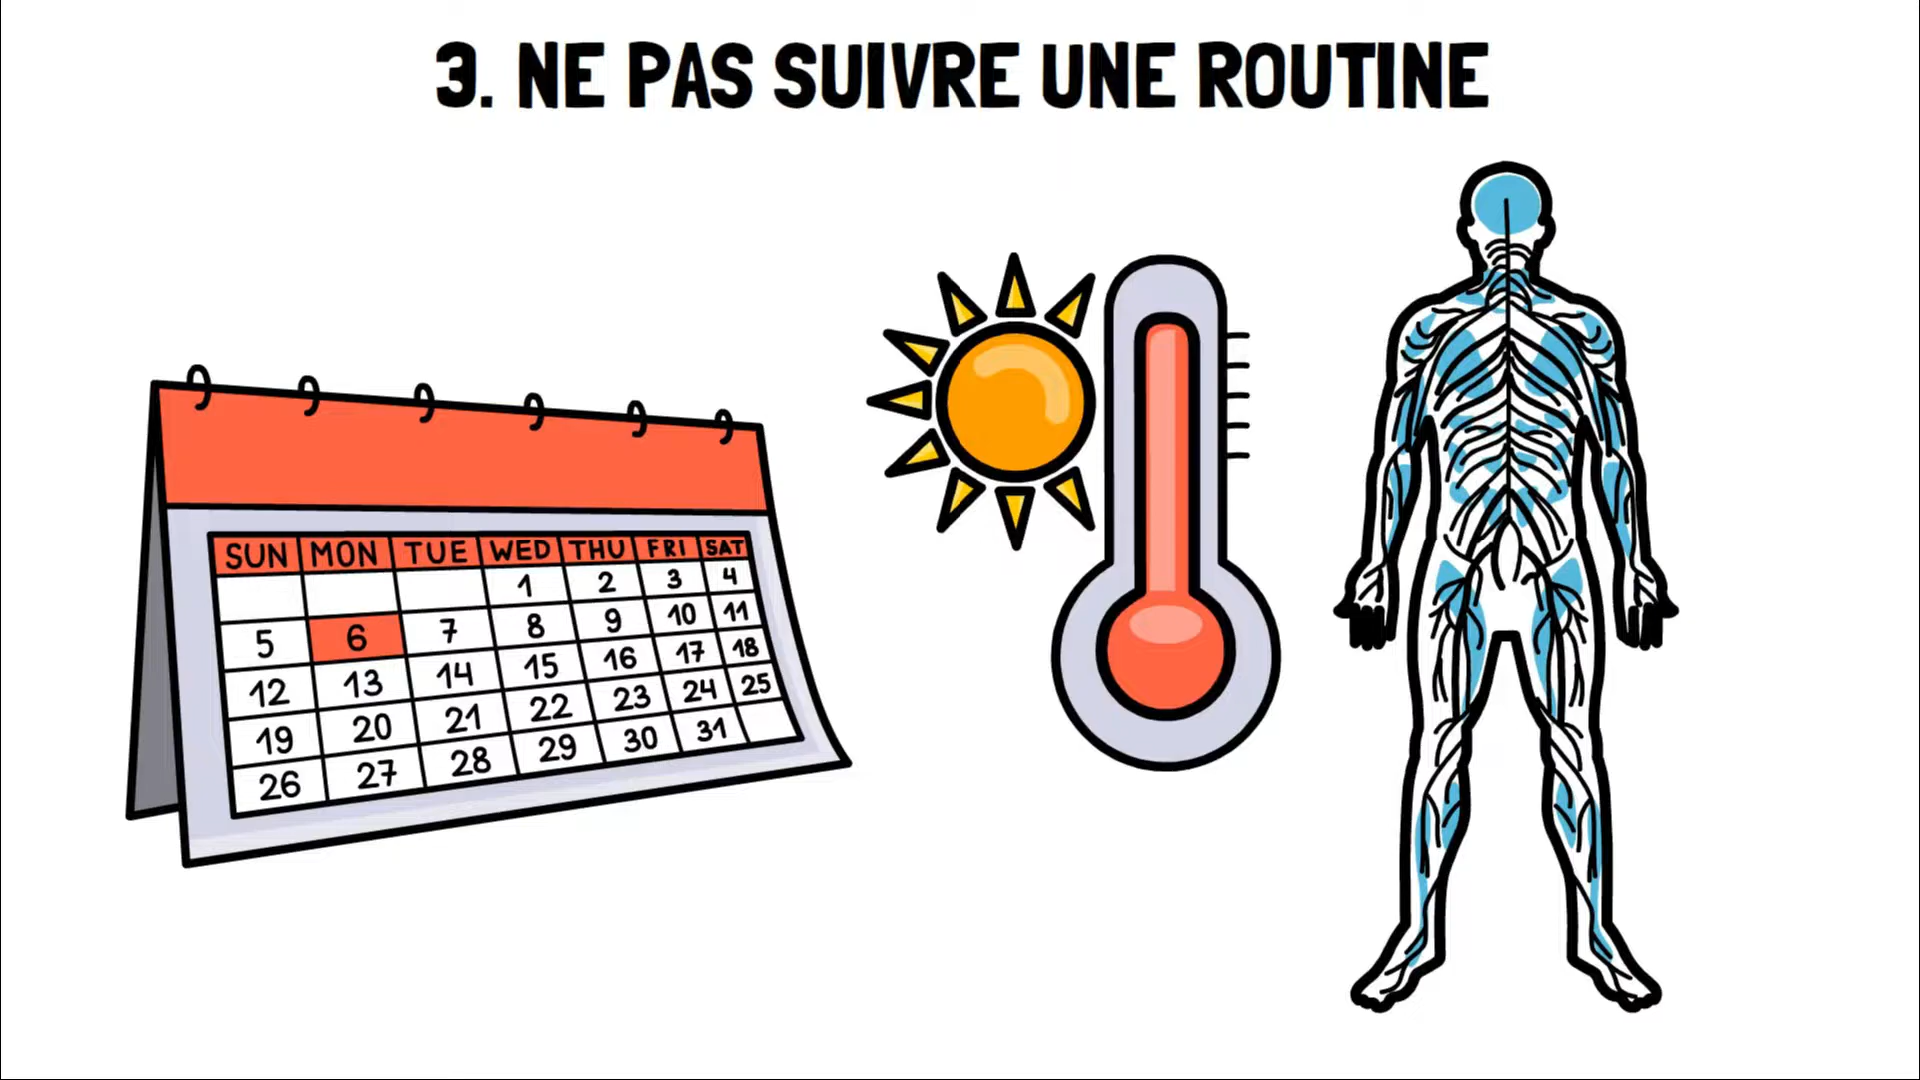 3. NE PAS SUIVRE UNE ROUTINE
SUN MON TUE WED THU FRI SAT
1 2 3 4
5 6 7 8 9 10 11
12 13 14 15 16 17 18
19 20 21 22 23 24 25
26 27 28 29 30 31